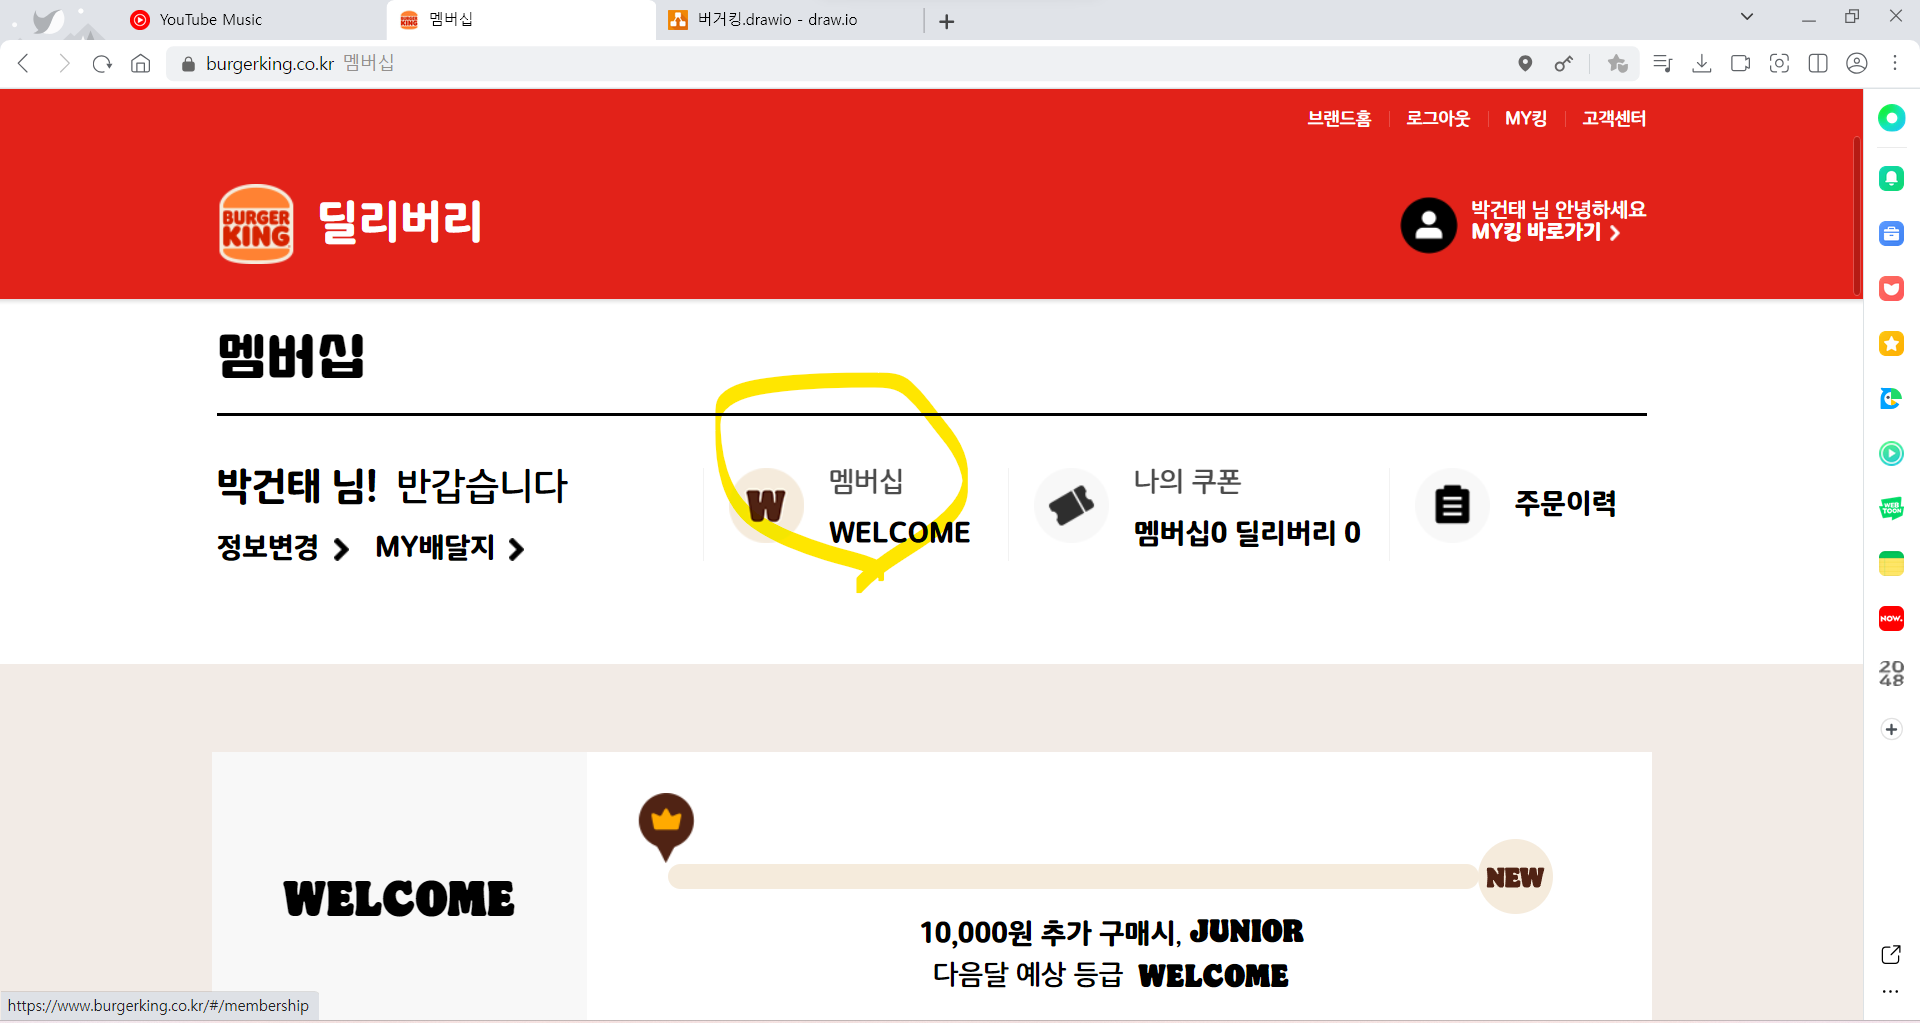 YouTube Music
멤버십
버거킹.drawio - draw.io
burgerking.co.kr 멤버십
브랜드홈 로그아웃 MY킹 고객센터
BURGER KING
딜리버리
박건태 님 안녕하세요
MY킹 바로가기
멤버십
박건태 님! 반갑습니다
정보변경 MY배달지
W
멤버십
WELCOME
나의 쿠폰
멤버십0 딜리버리 0
주문이력
WELCOME
NEW
10,000원 추가 구매시, JUNIOR
다음달 예상 등급 WELCOME
https://www.burgerking.co.kr/#/membership
WEB
TOON
NOW.
20
48